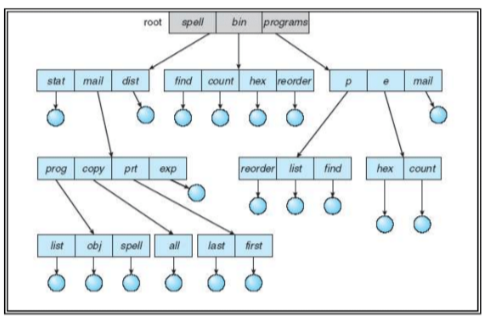 root spell bin programs
stat mail dist find count hex reorder p e mail
prog copy prt exp reorder list find hex count
list obj spell all last first